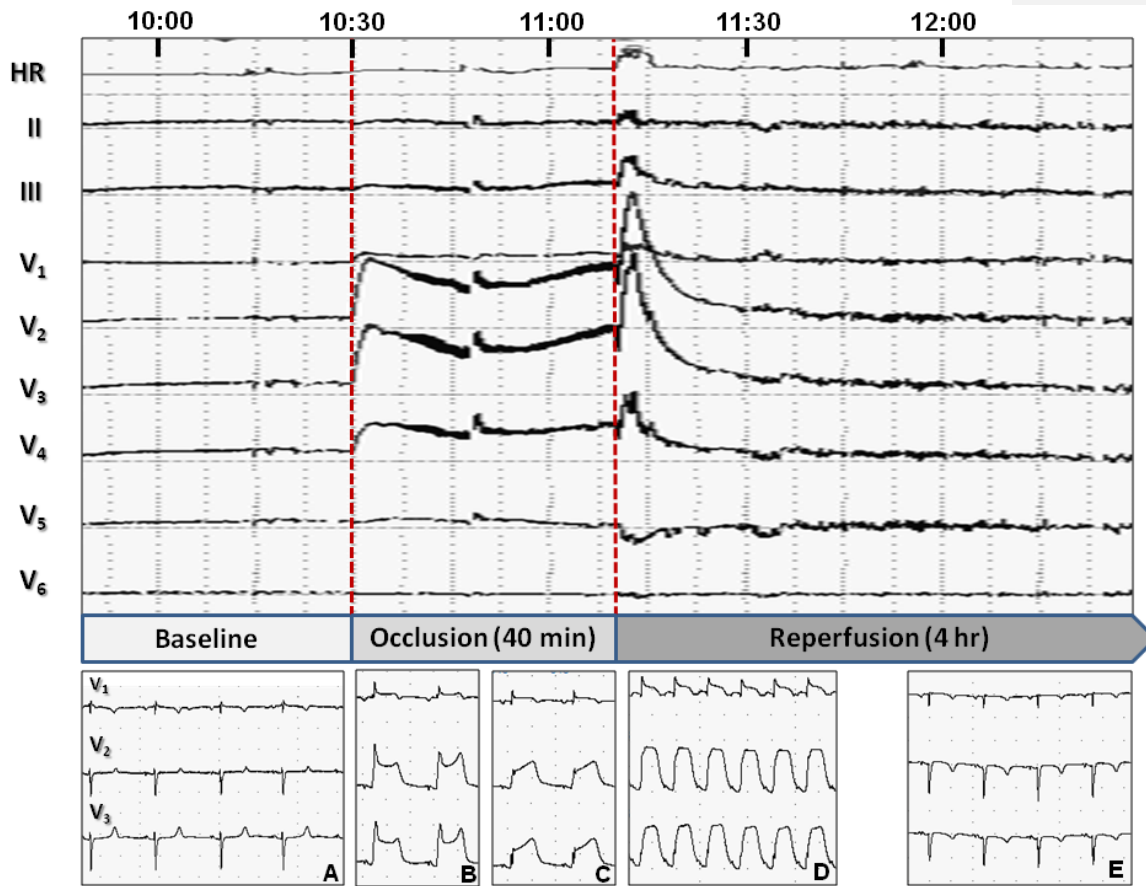 10:00 10:30 11:00 11:30 12:00
HR
II
III
V1
V2
V3
V4
V5
V6
Baseline Occlusion (40 min) Reperfusion (4 hr)
V1
V2
V3
A B C D E